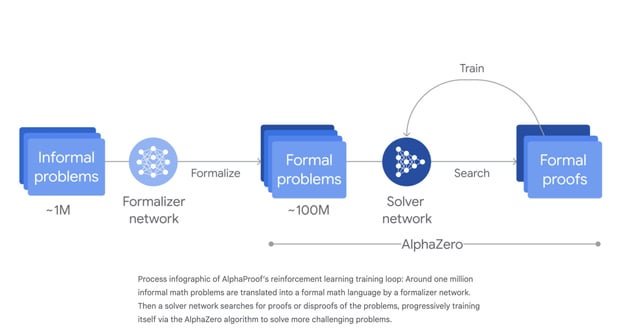 Train
Informal
problems
Formalize
Formal
problems
Search
Formal
proofs
~1M
Formalizer
network
~100M
Solver
network
AlphaZero
Process infographic of AlphaProof's reinforcement learning training loop: Around one million
informal math problems are translated into a formal math language by a formalizer network.
Then a solver network searches for proofs or disproofs of the problems, progressively training
itself via the AlphaZero algorithm to solve more challenging problems.